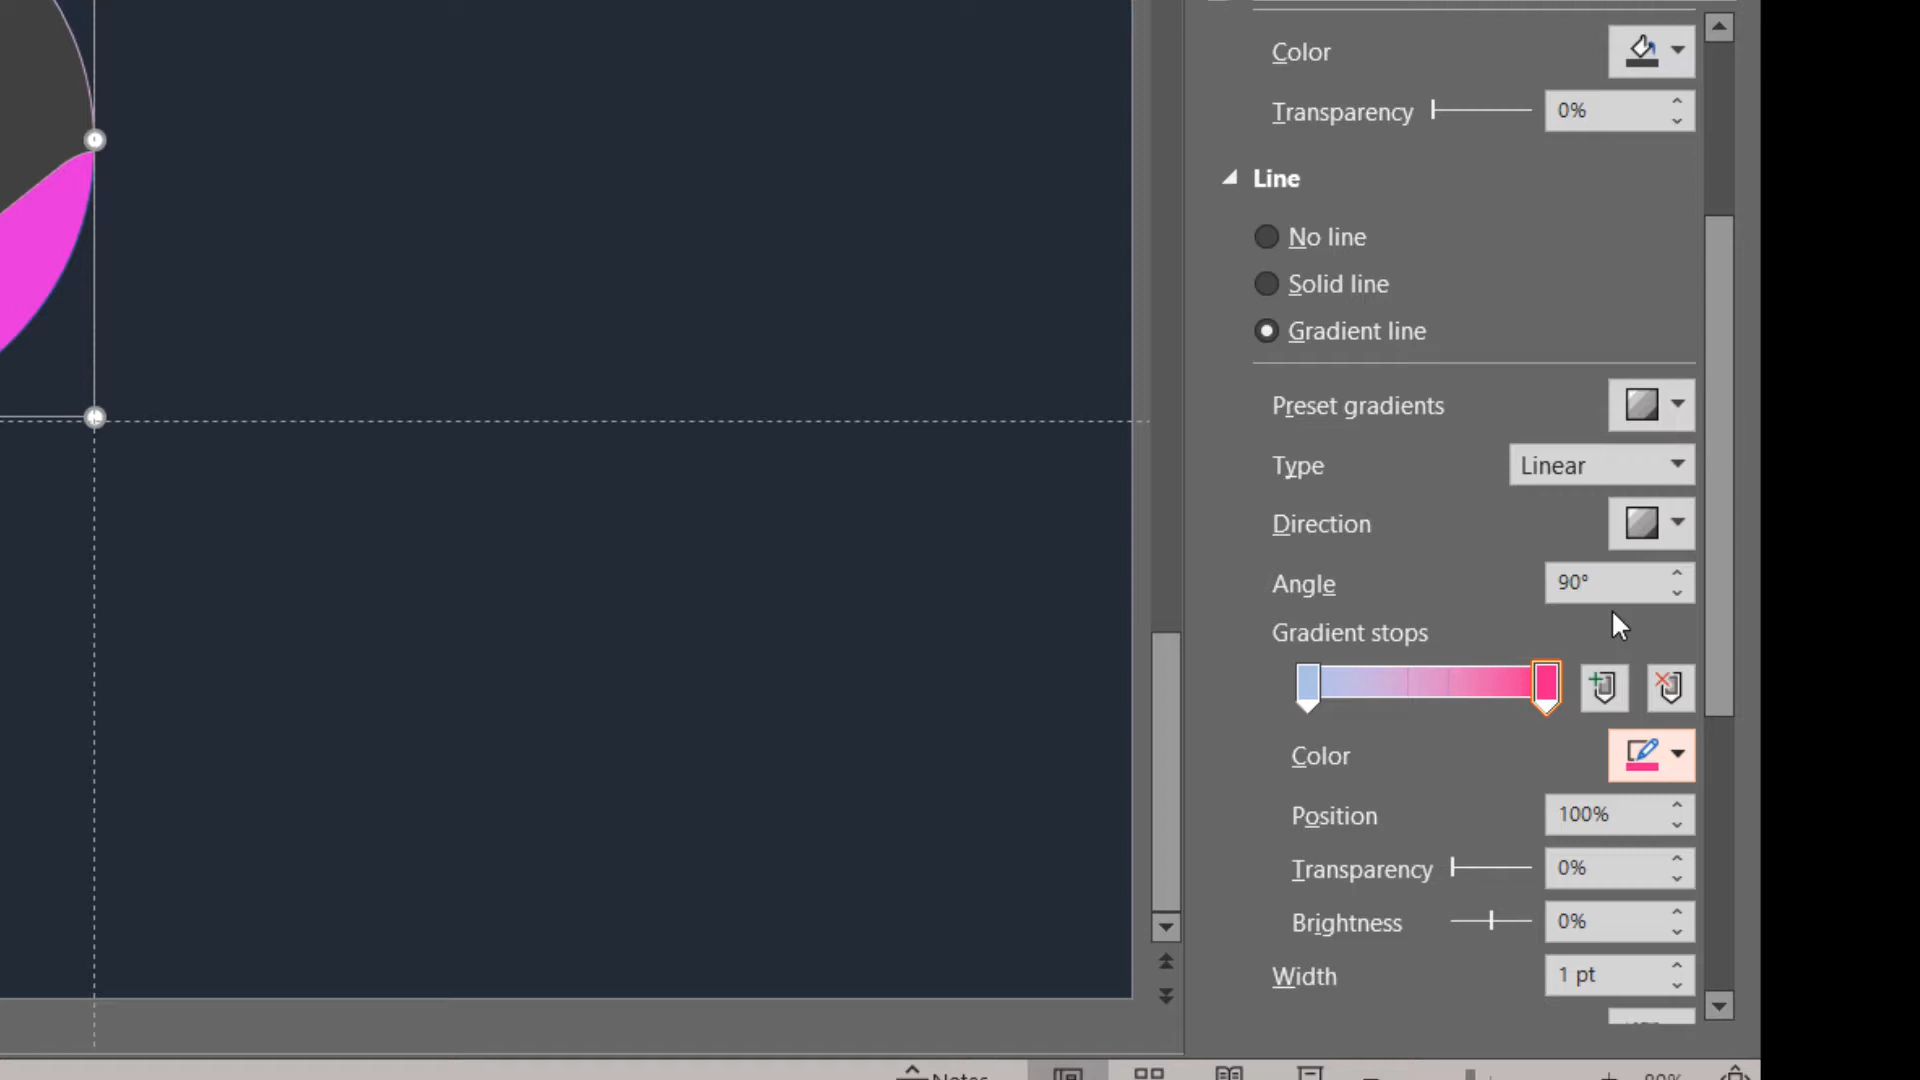 Color
Transparency 0%
Line
No line
Solid line
Gradient line
Preset gradients
Type Linear
Direction
Angle 90°
Gradient stops
Color
Position 100%
Transparency 0%
Brightness 0%
Width 1 pt
Notes